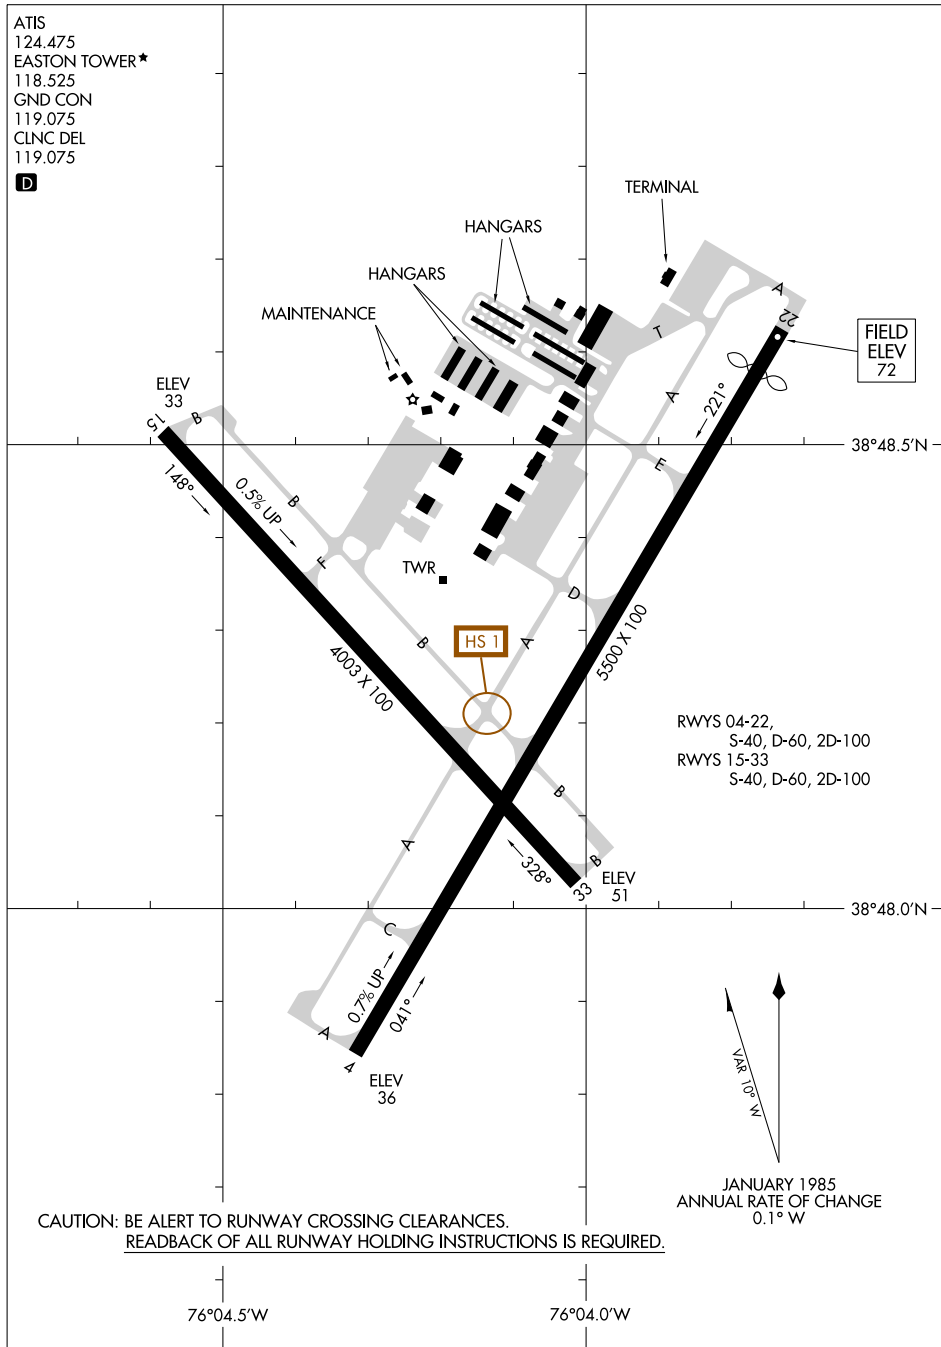 ATIS
124.475
EASTON TOWER★
118.525
GND CON
119.075
CLNC DEL
119.075
D
TERMINAL
HANGARS
HANGARS
MAINTENANCE
A
22
T
FIELD
ELEV
72
ELEV
33
15
B
A
221°
38°48.5'N
148°
0.5% UP
B
E
F
TWR
D
HS 1
B
A
5500 X 100
4003 X 100
RWYS 04-22,
S-40, D-60, 2D-100
RWYS 15-33
S-40, D-60, 2D-100
B
A
328°
B
33
ELEV
51
38°48.0'N
C
0.7% UP
041°
A
4
ELEV
36
VAR 10° W
JANUARY 1985
ANNUAL RATE OF CHANGE
0.1° W
CAUTION: BE ALERT TO RUNWAY CROSSING CLEARANCES.
READBACK OF ALL RUNWAY HOLDING INSTRUCTIONS IS REQUIRED.
76°04.5'W
76°04.0'W